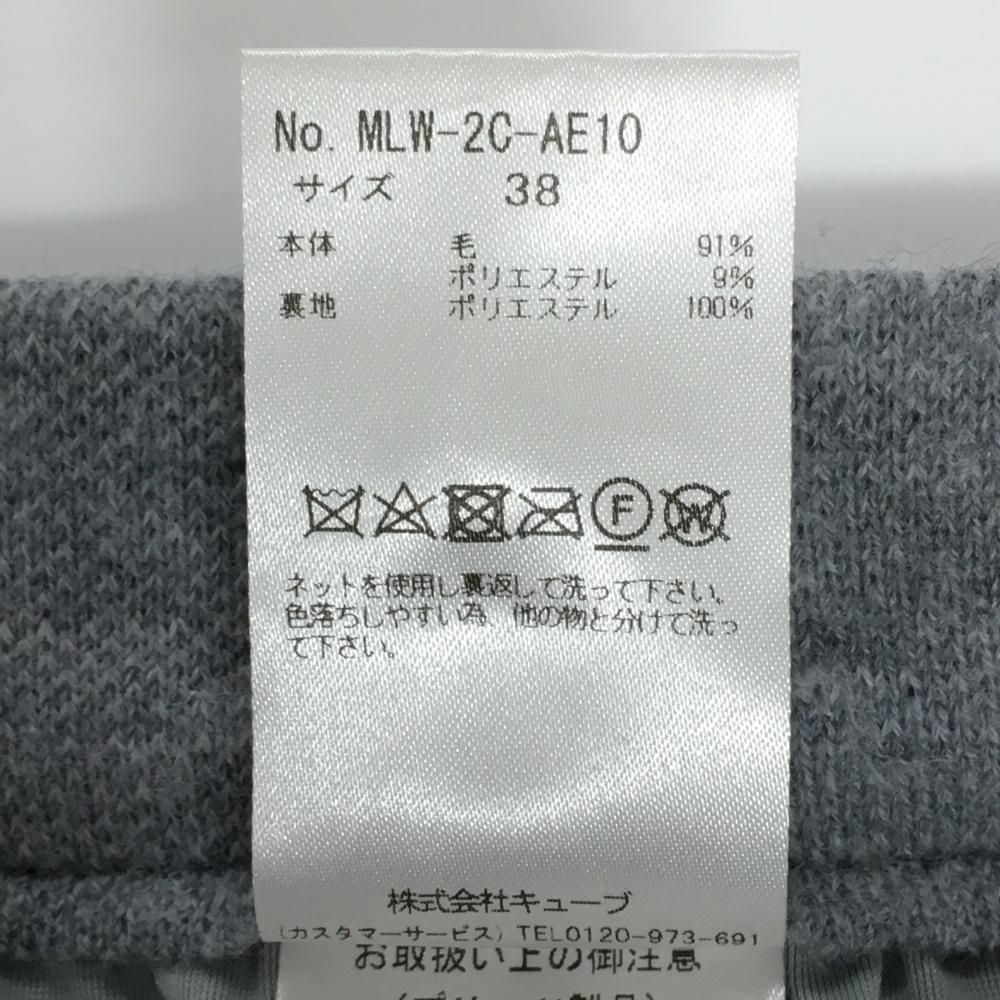 No. MLW-2C-AE10
サイズ 38
本体 毛 91%
ポリエステル 9%
裏地 ポリエステル 100%
F W
ネットを使用し裏返して洗って下さい。
色落ちしやすい為、他の物と分けて洗っ
て下さい。
株式会社キューブ
(カスタマーサービス) TEL0120-973-691
お取扱い上の御注意